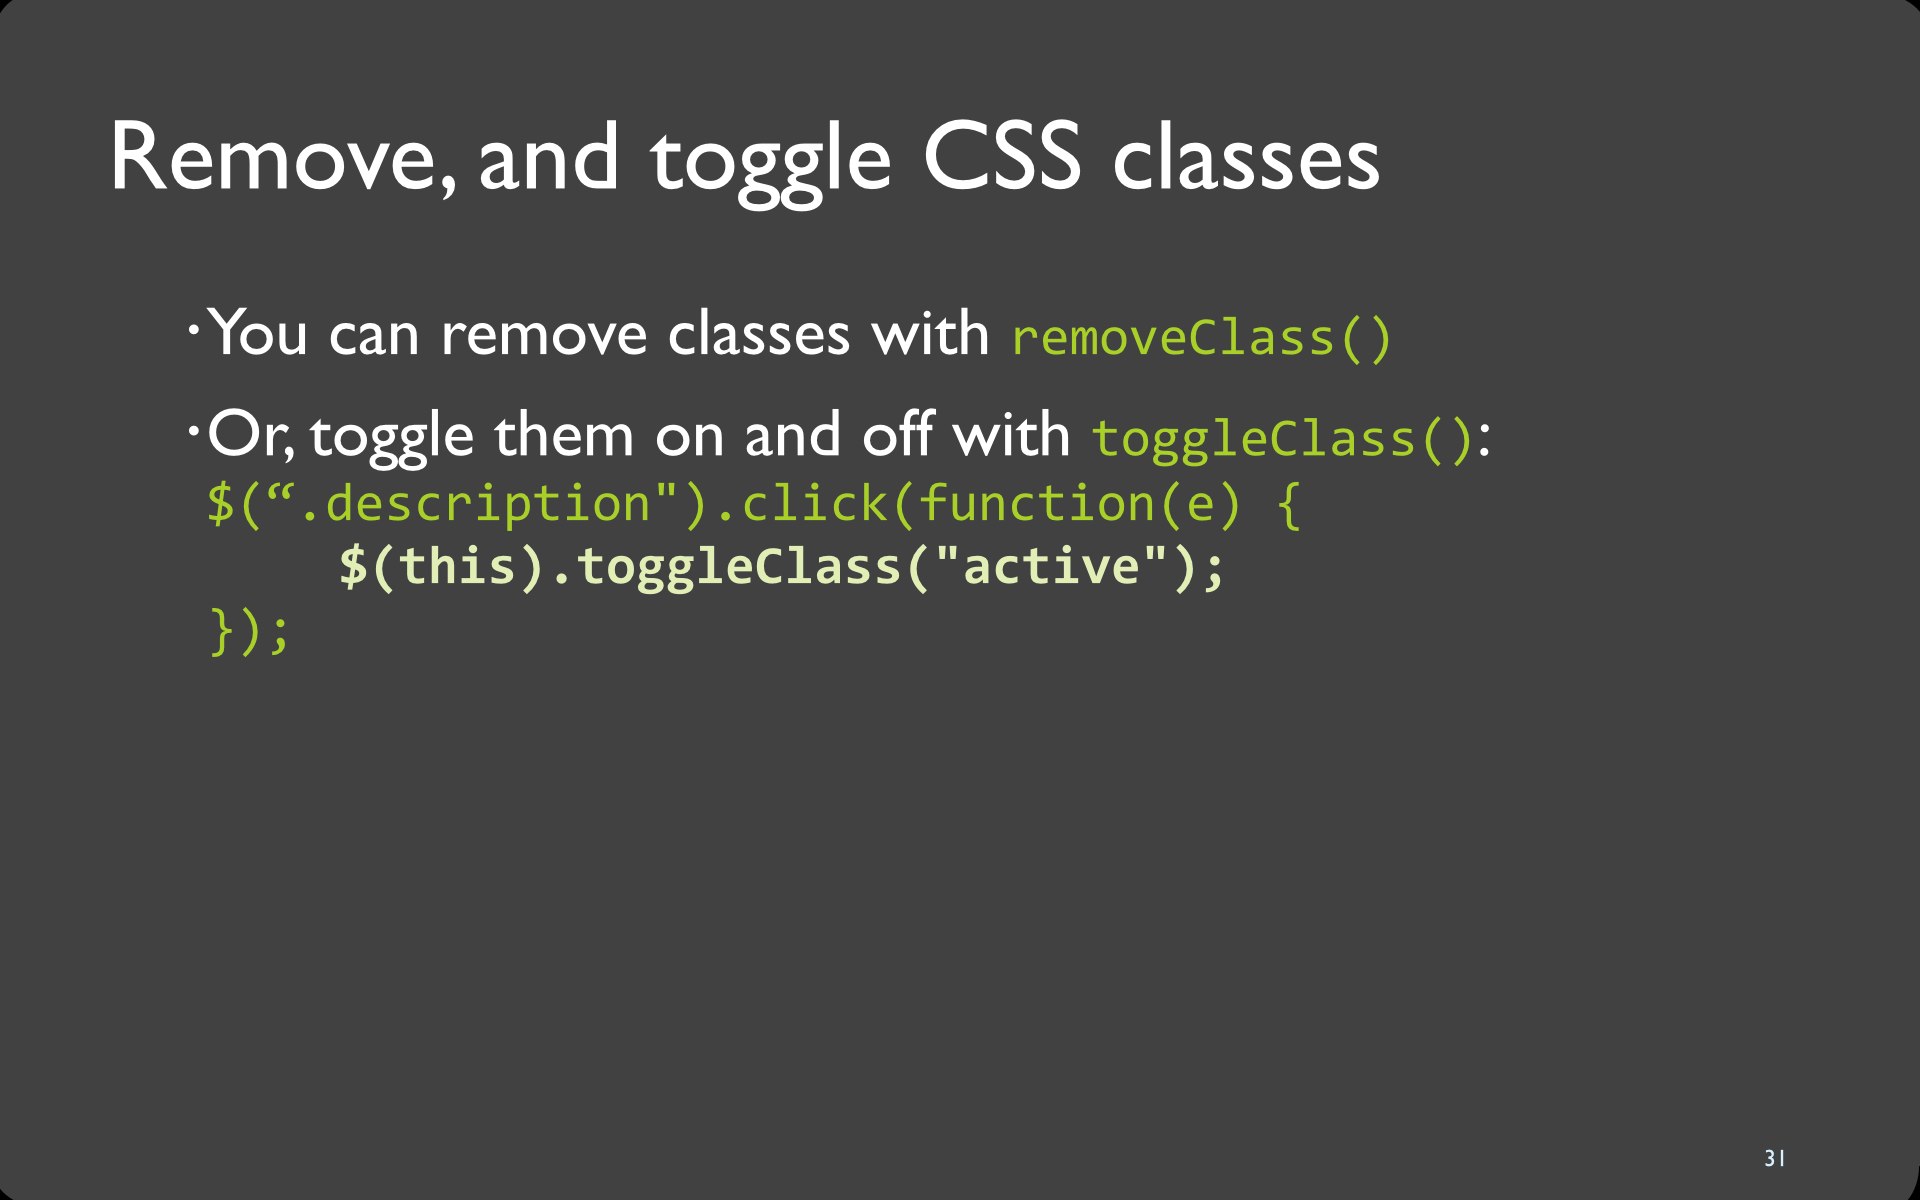 Remove, and toggle CSS classes
· You can remove classes with removeClass()
· Or, toggle them on and off with toggleClass():
$(“.description").click(function(e) {
$(this).toggleClass("active");
});
31